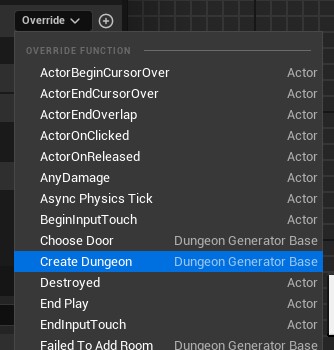 Override
OVERRIDE FUNCTION
ActorBeginCursorOver Actor
ActorEndCursorOver Actor
ActorEndOverlap Actor
ActorOnClicked Actor
ActorOnReleased Actor
AnyDamage Actor
Async Physics Tick Actor
BeginInputTouch Actor
Choose Door Dungeon Generator Base
Create Dungeon Dungeon Generator Base
Destroyed Actor
End Play Actor
EndInputTouch Actor
Failed To Add Room Dungeon Generator Base